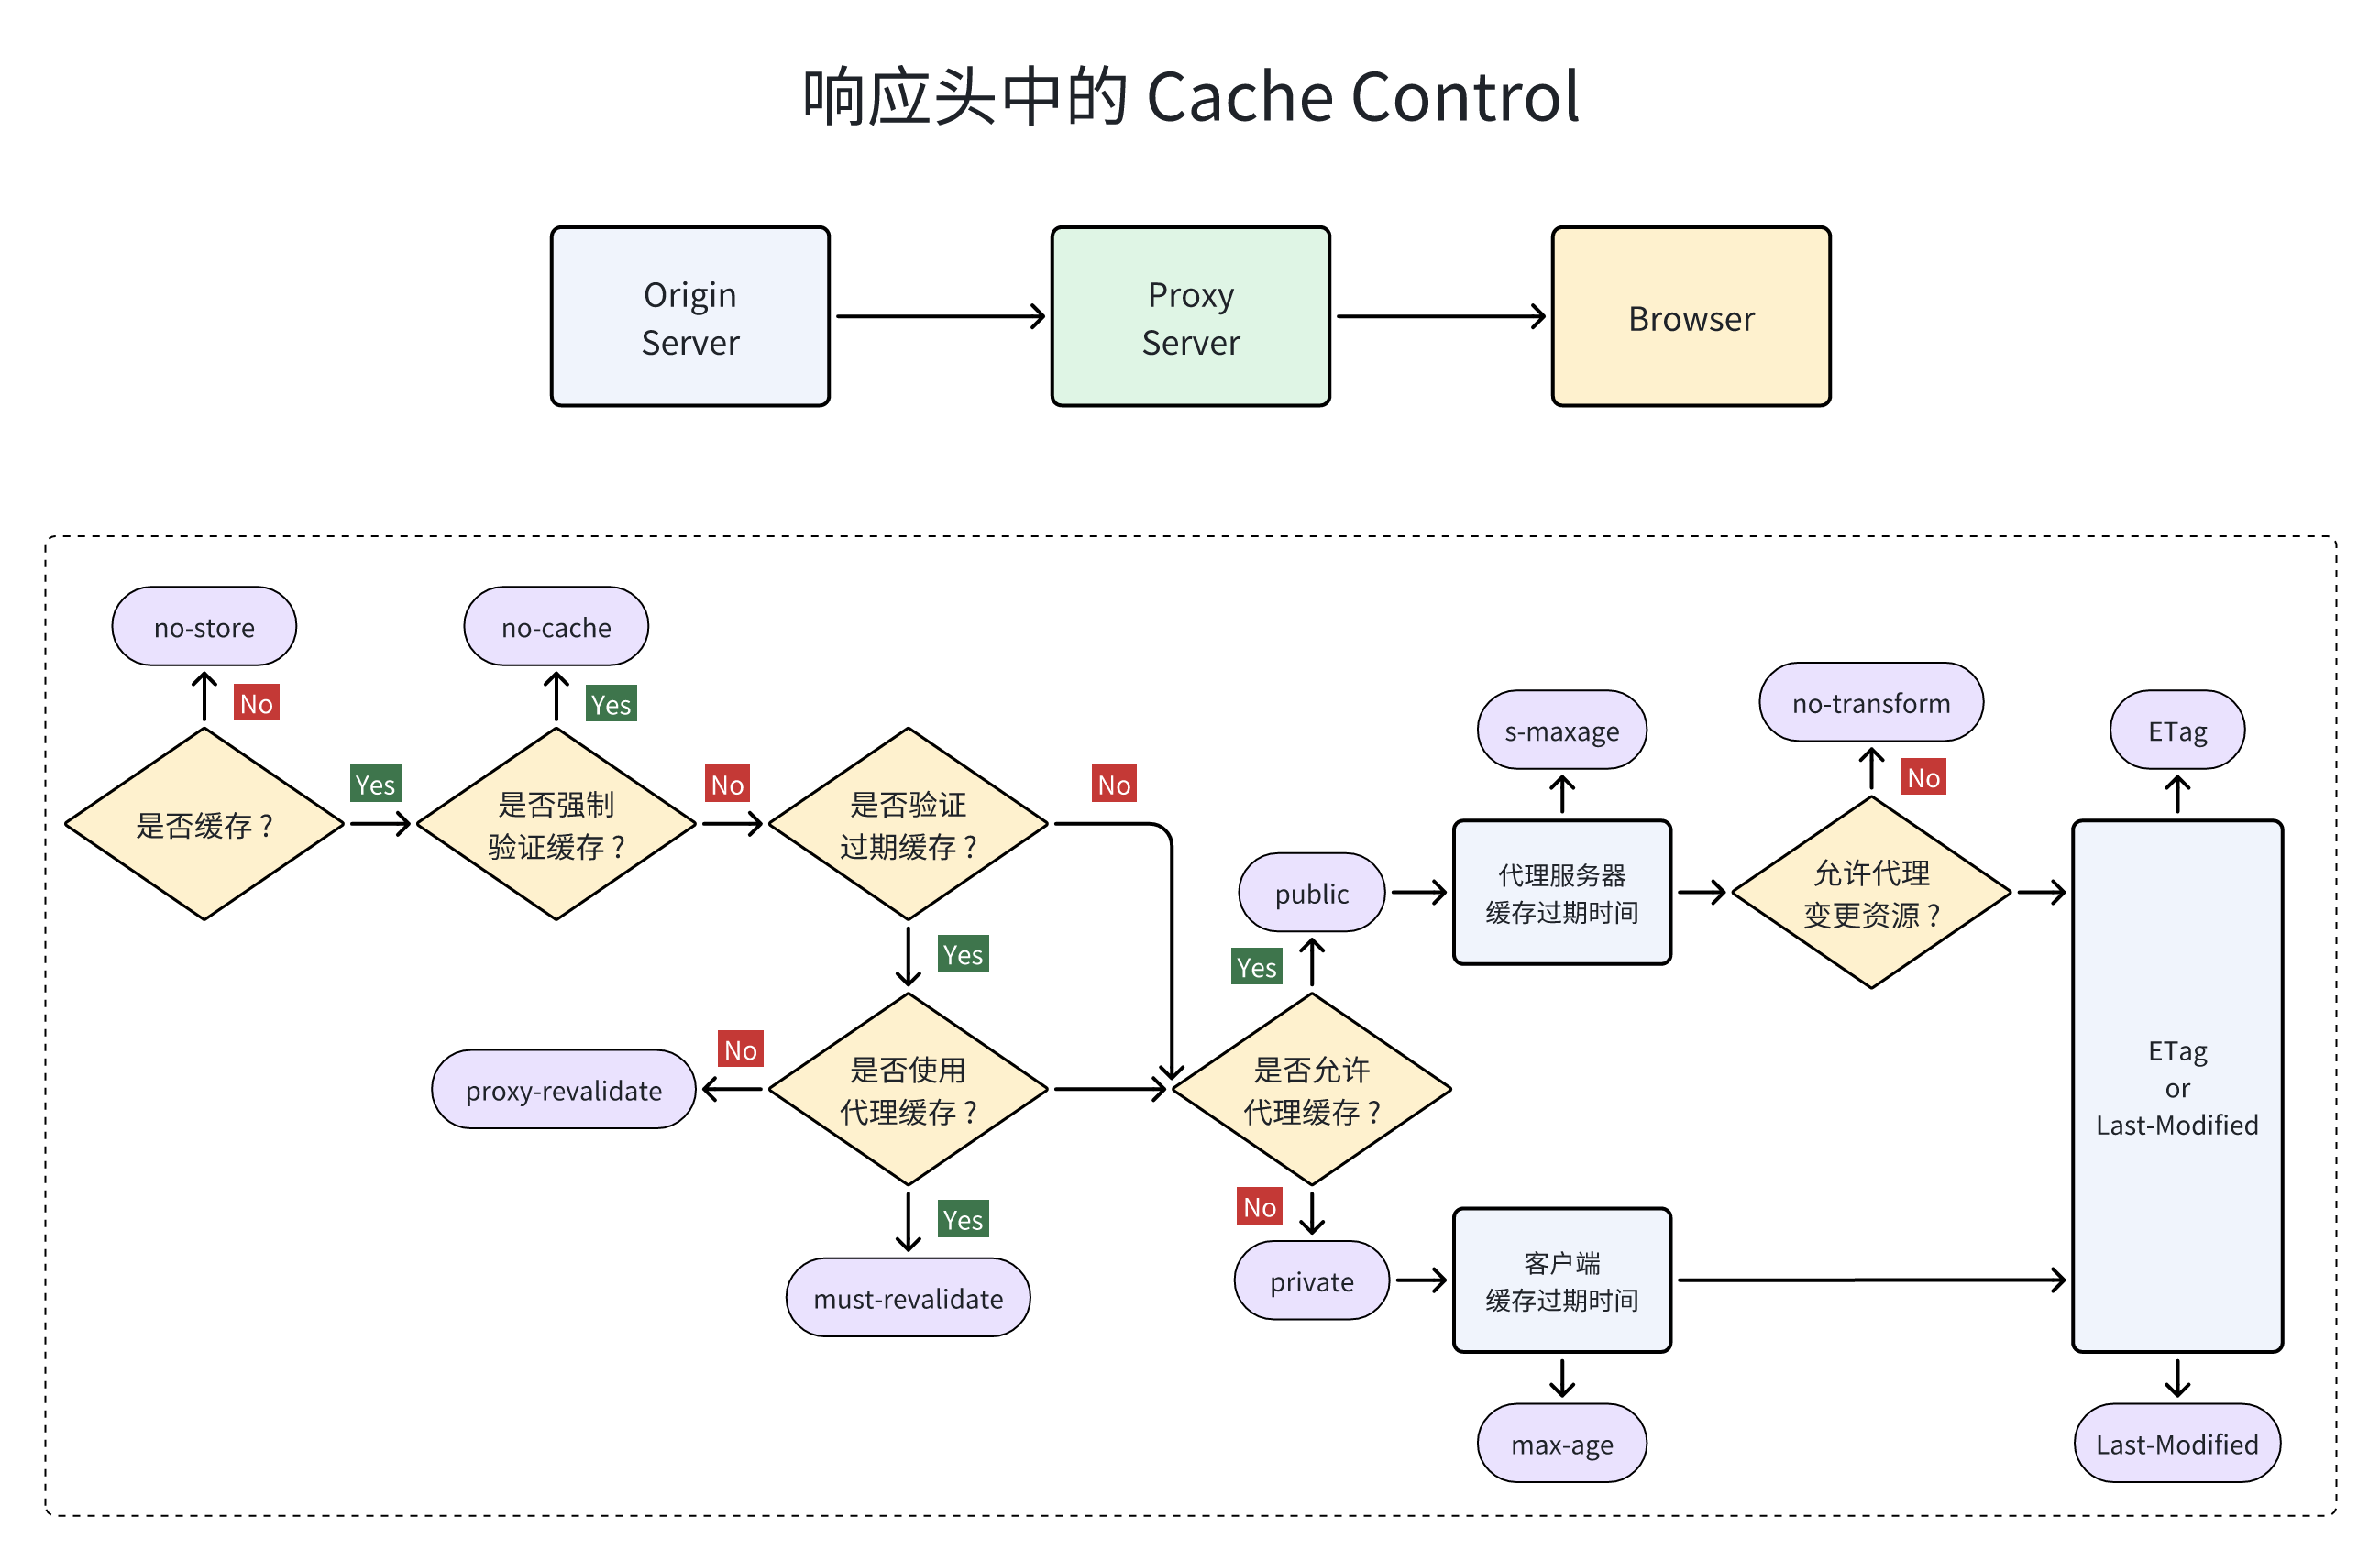 响应头中的 Cache Control
Origin
Server
Proxy
Server
Browser
no-store
No
是否缓存？
Yes
no-cache
Yes
是否强制
验证缓存？
No
是否验证
过期缓存？
No
Yes
是否使用
代理缓存？
No
proxy-revalidate
Yes
must-revalidate
是否允许
代理缓存？
Yes
public
No
private
s-maxage
代理服务器
缓存过期时间
no-transform
No
允许代理
变更资源？
客户端
缓存过期时间
max-age
ETag
ETag
or
Last-Modified
Last-Modified